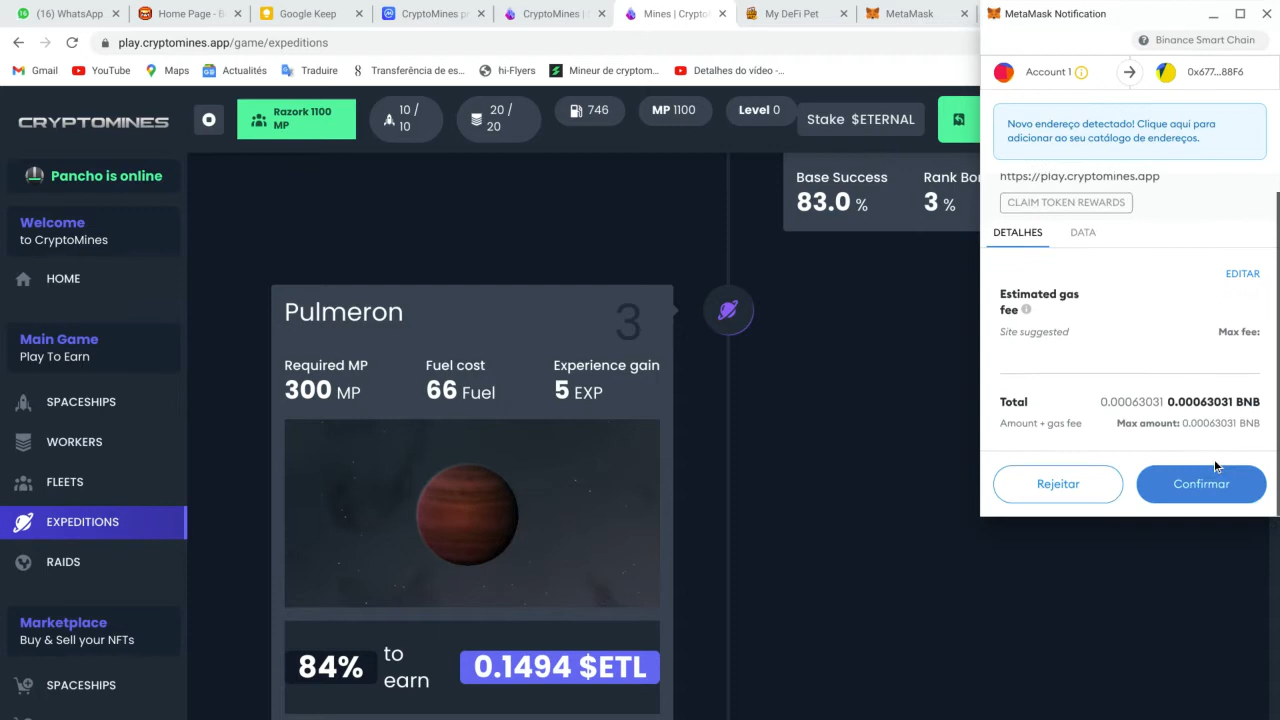 (16) WhatsApp
Home Page - B
Google Keep
CryptoMines pr
CryptoMines |
Mines | Crypto
My DeFi Pet
MetaMask
play.cryptomines.app/game/expeditions
Gmail
YouTube
Maps
Actualités
Traduire
Transferência de es...
hi-Flyers
Mineur de cryptom...
Detalhes do vídeo -...
CRYPTOMINES
Razork 1100
MP
10 /
10
20 /
20
746
MP 1100
Level 0
Stake $ETERNAL
Pancho is online
Welcome
to CryptoMines
HOME
Main Game
Play To Earn
SPACESHIPS
WORKERS
FLEETS
EXPEDITIONS
RAIDS
Marketplace
Buy & Sell your NFTs
SPACESHIPS
Base Success
83.0 %
Rank Bo
3 %
Pulmeron
3
Required MP
300 MP
Fuel cost
66 Fuel
Experience gain
5 EXP
84%
to
earn
0.1494 $ETL
MetaMask Notification
Binance Smart Chain
Account 1
0x677...88F6
Novo endereço detectado! Clique aqui para
adicionar ao seu catálogo de endereços.
https://play.cryptomines.app
CLAIM TOKEN REWARDS
DETALHES
DATA
EDITAR
Estimated gas
fee
Site suggested
Max fee:
Total
0.00063031 0.00063031 BNB
Amount + gas fee
Max amount: 0.00063031 BNB
Rejeitar
Confirmar